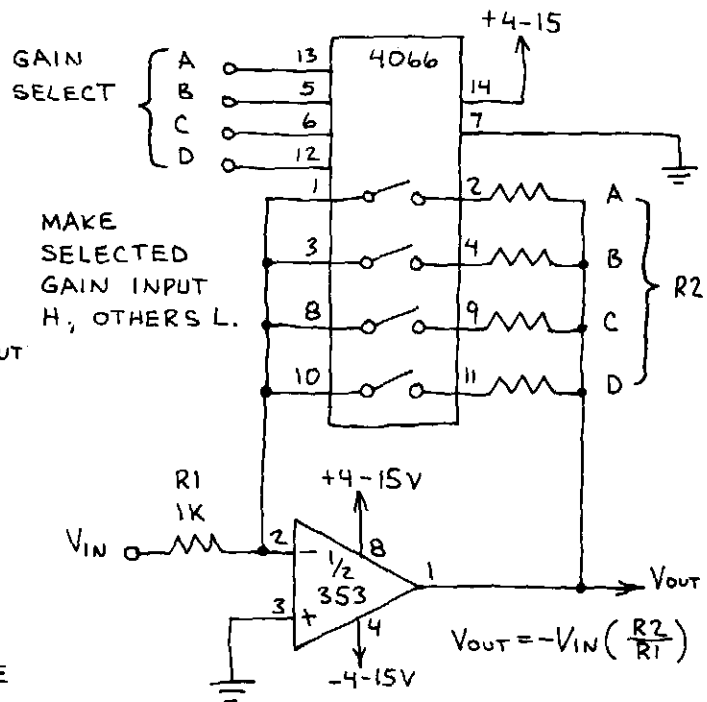 +4-15
GAIN
SELECT
A
B
C
D
13
5
6
12
4066
14
7
1
2
A
3
4
B
8
9
C
10
11
D
R2
MAKE
SELECTED
GAIN INPUT
H, OTHERS L.
UT
R1
1K
+4-15V
VIN
2
-
8
1/2
353
1
VOUT
3
+
4
-4-15V
VOUT = -VIN (R2/R1)
E